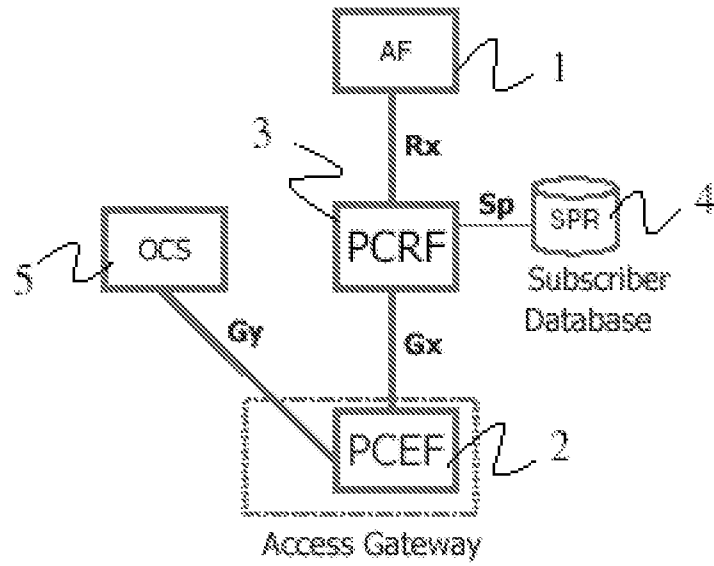 AF
1
Rx
3
OCS
PCRF
Sp
SPR
4
5
Subscriber
Database
Gy
Gx
PCEF
2
Access Gateway